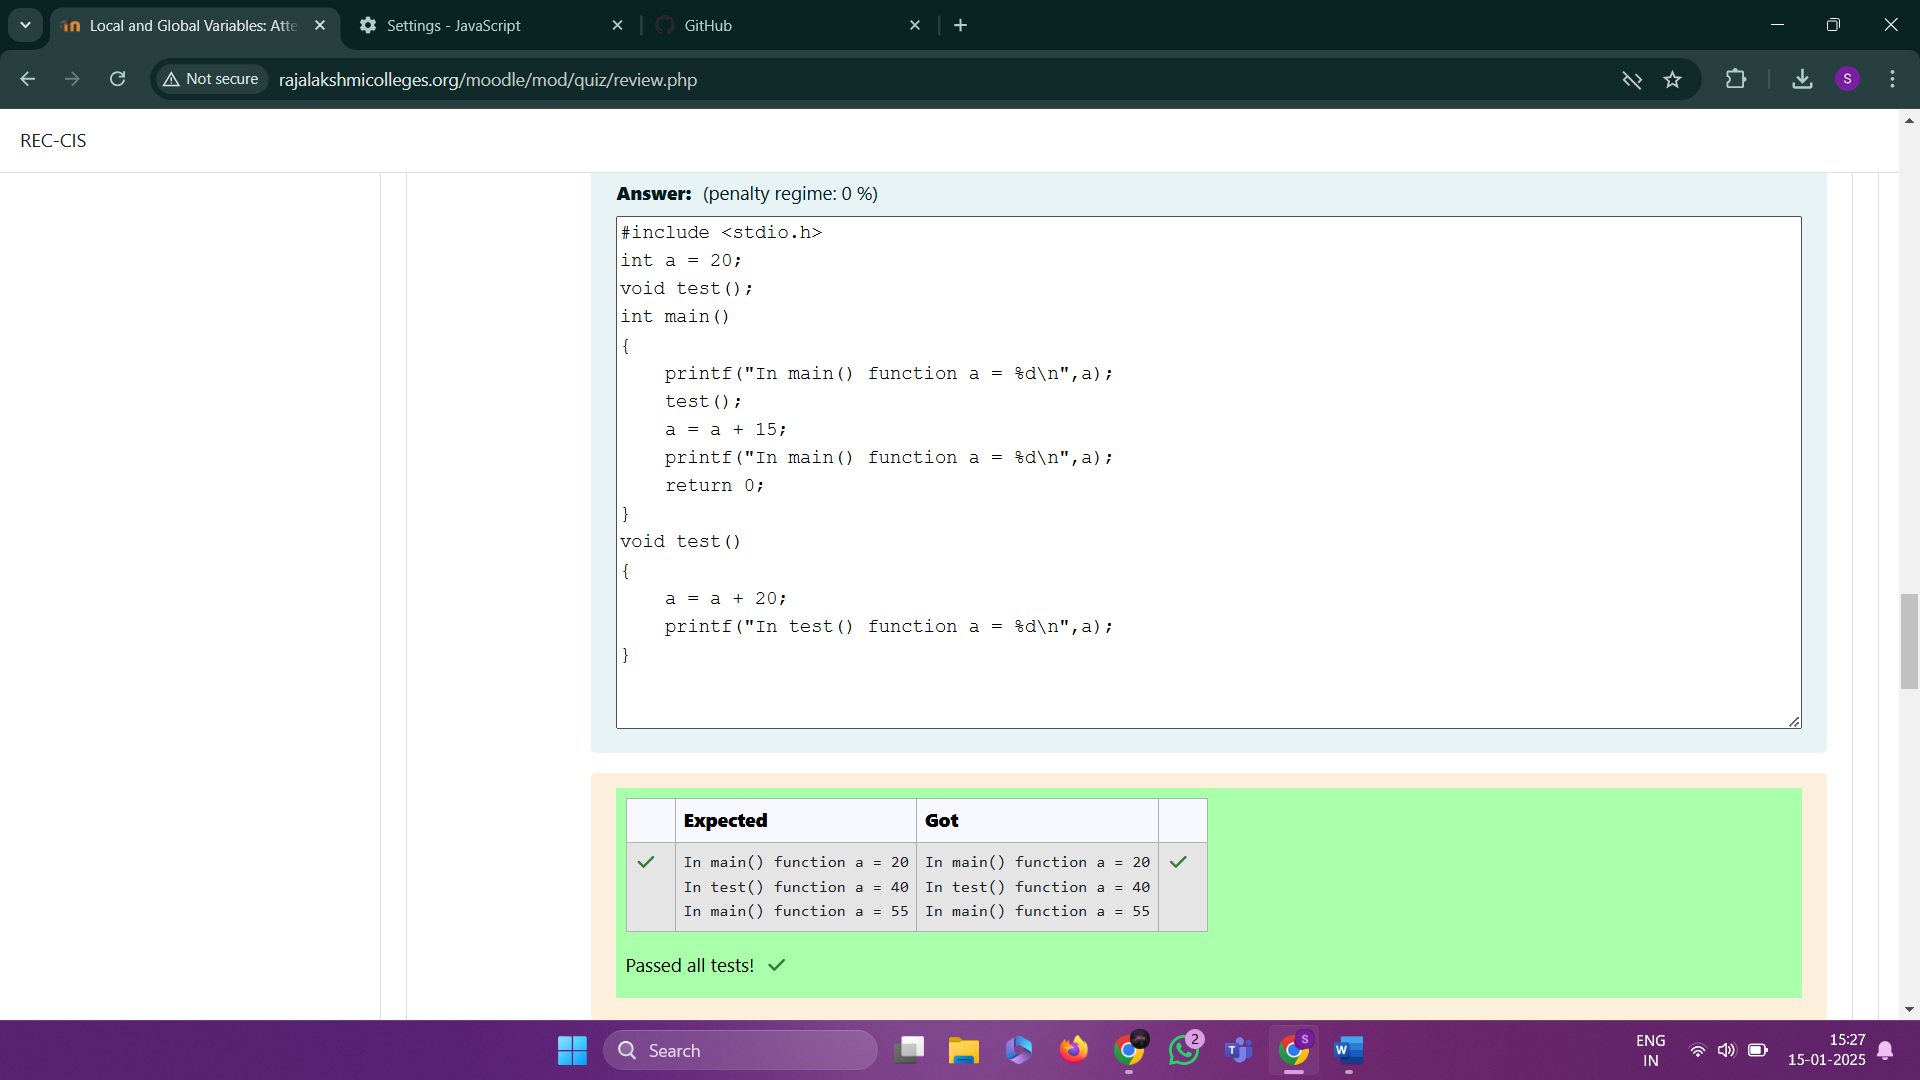 Local and Global Variables: Atte
Settings - JavaScript
GitHub
Not secure
rajalakshmicolleges.org/moodle/mod/quiz/review.php
S
REC-CIS
Answer: (penalty regime: 0 %)
#include <stdio.h>
int a = 20;
void test();
int main()
{
    printf("In main() function a = %d\n",a);
    test();
    a = a + 15;
    printf("In main() function a = %d\n",a);
    return 0;
}
void test()
{
    a = a + 20;
    printf("In test() function a = %d\n",a);
}
Expected Got
In main() function a = 20 In main() function a = 20
In test() function a = 40 In test() function a = 40
In main() function a = 55 In main() function a = 55
Passed all tests!
Search
2
T
S
W
ENG
IN
15:27
15-01-2025